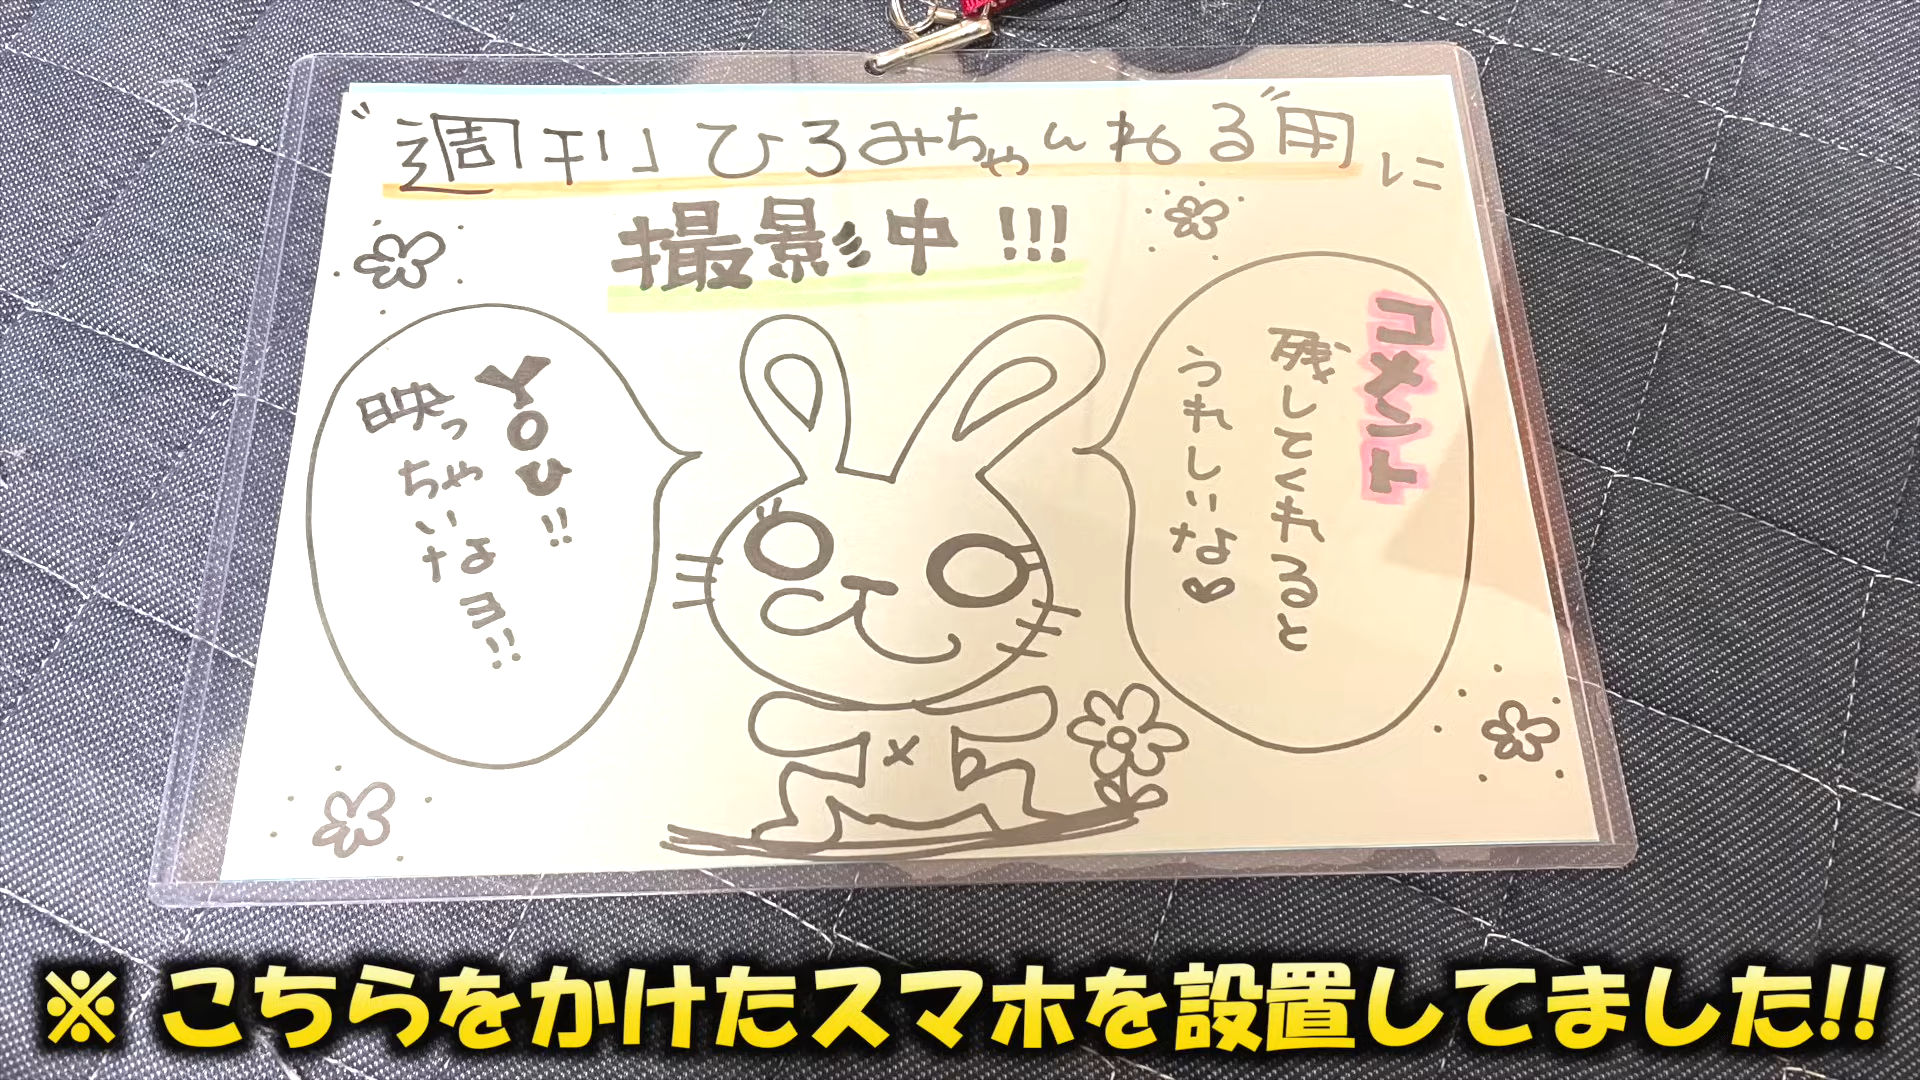 “週刊ひろみちゃんねる”用に
撮影中!!!
YOU!!
映っ
ちゃい
なョ!!
コメント
残してくれると
うれしいな♡
※ こちらをかけたスマホを設置してました!!